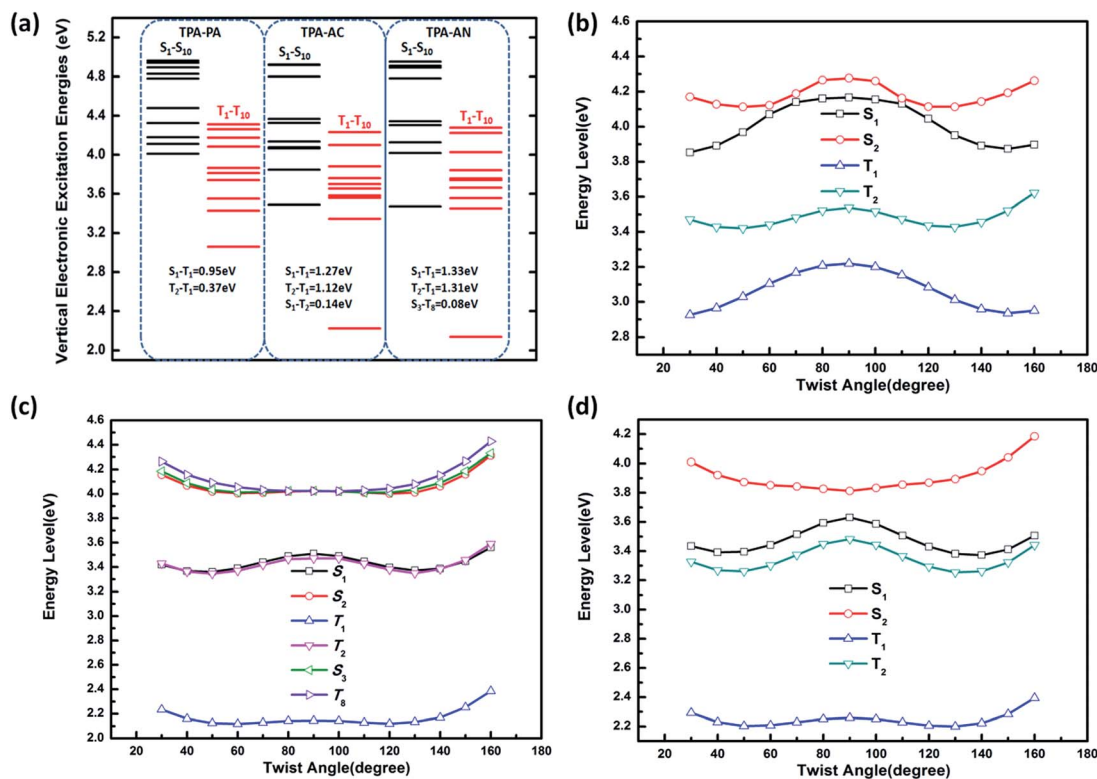 (a)
Vertical Electronic Excitation Energies (eV)
5.2
4.8
4.4
4.0
3.6
3.2
2.8
2.4
2.0
TPA-PA
S₁-S₁₀
T₁-T₁₀
S₁-T₁=0.95eV
T₂-T₁=0.37eV
TPA-AC
S₁-S₁₀
T₁-T₁₀
S₁-T₁=1.27eV
T₂-T₁=1.12eV
S₁-T₂=0.14eV
TPA-AN
S₁-S₁₀
T₁-T₁₀
S₁-T₁=1.33eV
T₂-T₁=1.31eV
S₃-T₈=0.08eV
(b)
Energy Level(eV)
4.6
4.4
4.2
4.0
3.8
3.6
3.4
3.2
3.0
2.8
S₁
S₂
T₁
T₂
20 40 60 80 100 120 140 160 180
Twist Angle(degree)
(c)
Energy Level(eV)
4.6
4.4
4.2
4.0
3.8
3.6
3.4
3.2
3.0
2.8
2.6
2.4
2.2
2.0
S₁
S₂
T₁
T₂
S₃
T₈
20 40 60 80 100 120 140 160 180
Twist Angle(degree)
(d)
Energy Level(eV)
4.2
4.0
3.8
3.6
3.4
3.2
3.0
2.8
2.6
2.4
2.2
S₁
S₂
T₁
T₂
20 40 60 80 100 120 140 160 180
Twist Angle(degree)